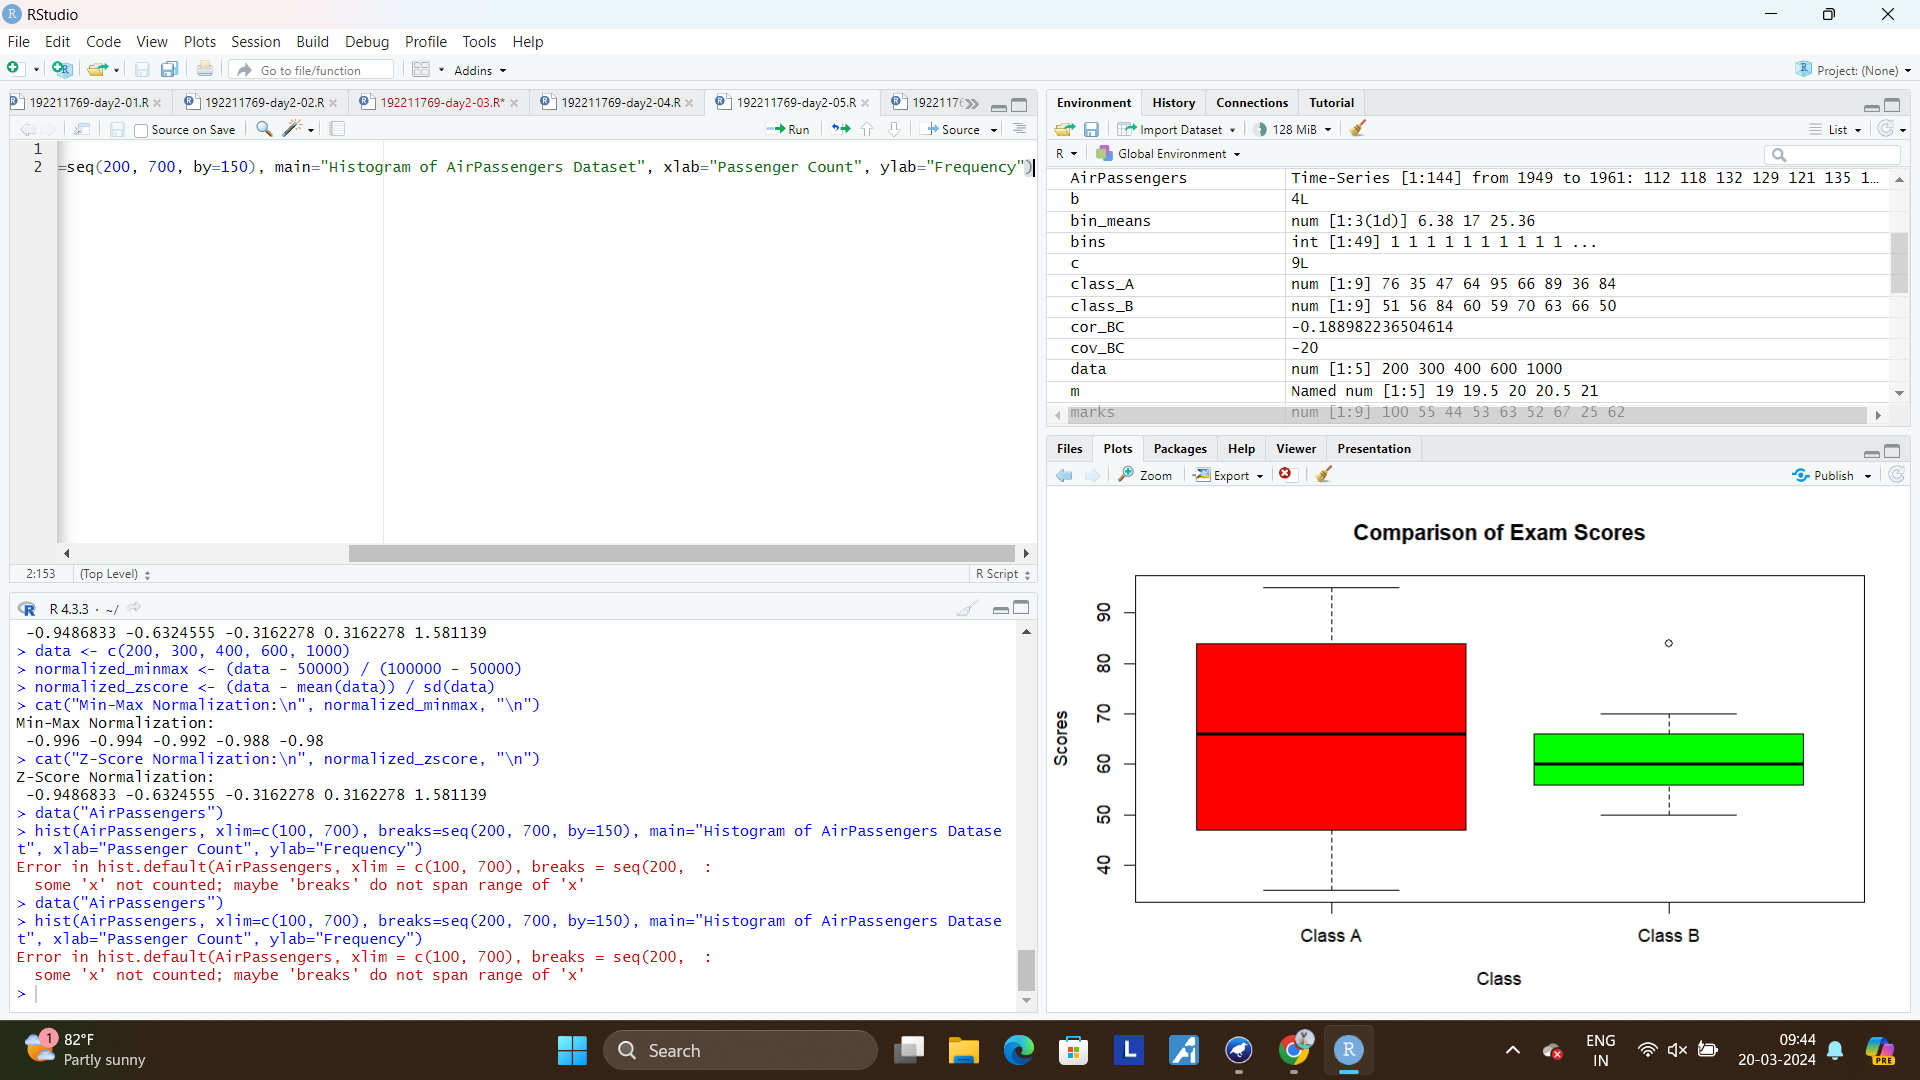 RStudio
File Edit Code View Plots Session Build Debug Profile Tools Help
Go to file/function Addins Project: (None)
192211769-day2-01.R 192211769-day2-02.R 192211769-day2-03.R* 192211769-day2-04.R 192211769-day2-05.R
Source on Save Run Source
1
2 =seq(200, 700, by=150), main="Histogram of AirPassengers Dataset", xlab="Passenger Count", ylab="Frequency")
2:153 (Top Level) R Script
R 4.3.3 · ~/
-0.9486833 -0.6324555 -0.3162278 0.3162278 1.581139
> data <- c(200, 300, 400, 600, 1000)
> normalized_minmax <- (data - 50000) / (100000 - 50000)
> normalized_zscore <- (data - mean(data)) / sd(data)
> cat("Min-Max Normalization:\n", normalized_minmax, "\n")
Min-Max Normalization:
-0.996 -0.994 -0.992 -0.988 -0.98
> cat("Z-Score Normalization:\n", normalized_zscore, "\n")
Z-Score Normalization:
-0.9486833 -0.6324555 -0.3162278 0.3162278 1.581139
> data("AirPassengers")
> hist(AirPassengers, xlim=c(100, 700), breaks=seq(200, 700, by=150), main="Histogram of AirPassengers Datase
t", xlab="Passenger Count", ylab="Frequency")
Error in hist.default(AirPassengers, xlim = c(100, 700), breaks = seq(200, :
some 'x' not counted; maybe 'breaks' do not span range of 'x'
> data("AirPassengers")
> hist(AirPassengers, xlim=c(100, 700), breaks=seq(200, 700, by=150), main="Histogram of AirPassengers Datase
t", xlab="Passenger Count", ylab="Frequency")
Error in hist.default(AirPassengers, xlim = c(100, 700), breaks = seq(200, :
some 'x' not counted; maybe 'breaks' do not span range of 'x'
>
Environment History Connections Tutorial
Import Dataset 128 MiB List
R Global Environment
AirPassengers Time-Series [1:144] from 1949 to 1961: 112 118 132 129 121 135 1…
b 4L
bin_means num [1:3(1d)] 6.38 17 25.36
bins int [1:49] 1 1 1 1 1 1 1 1 1 1 ...
c 9L
class_A num [1:9] 76 35 47 64 95 66 89 36 84
class_B num [1:9] 51 56 84 60 59 70 63 66 50
cor_BC -0.188982236504614
cov_BC -20
data num [1:5] 200 300 400 600 1000
m Named num [1:5] 19 19.5 20 20.5 21
marks num [1:9] 100 55 44 53 63 52 67 25 62
Files Plots Packages Help Viewer Presentation
Zoom Export Publish
Comparison of Exam Scores
90
80
70
60
50
40
Scores
Class A Class B
Class
1 82°F
Partly sunny
Search
ENG
IN
09:44
20-03-2024
PRE